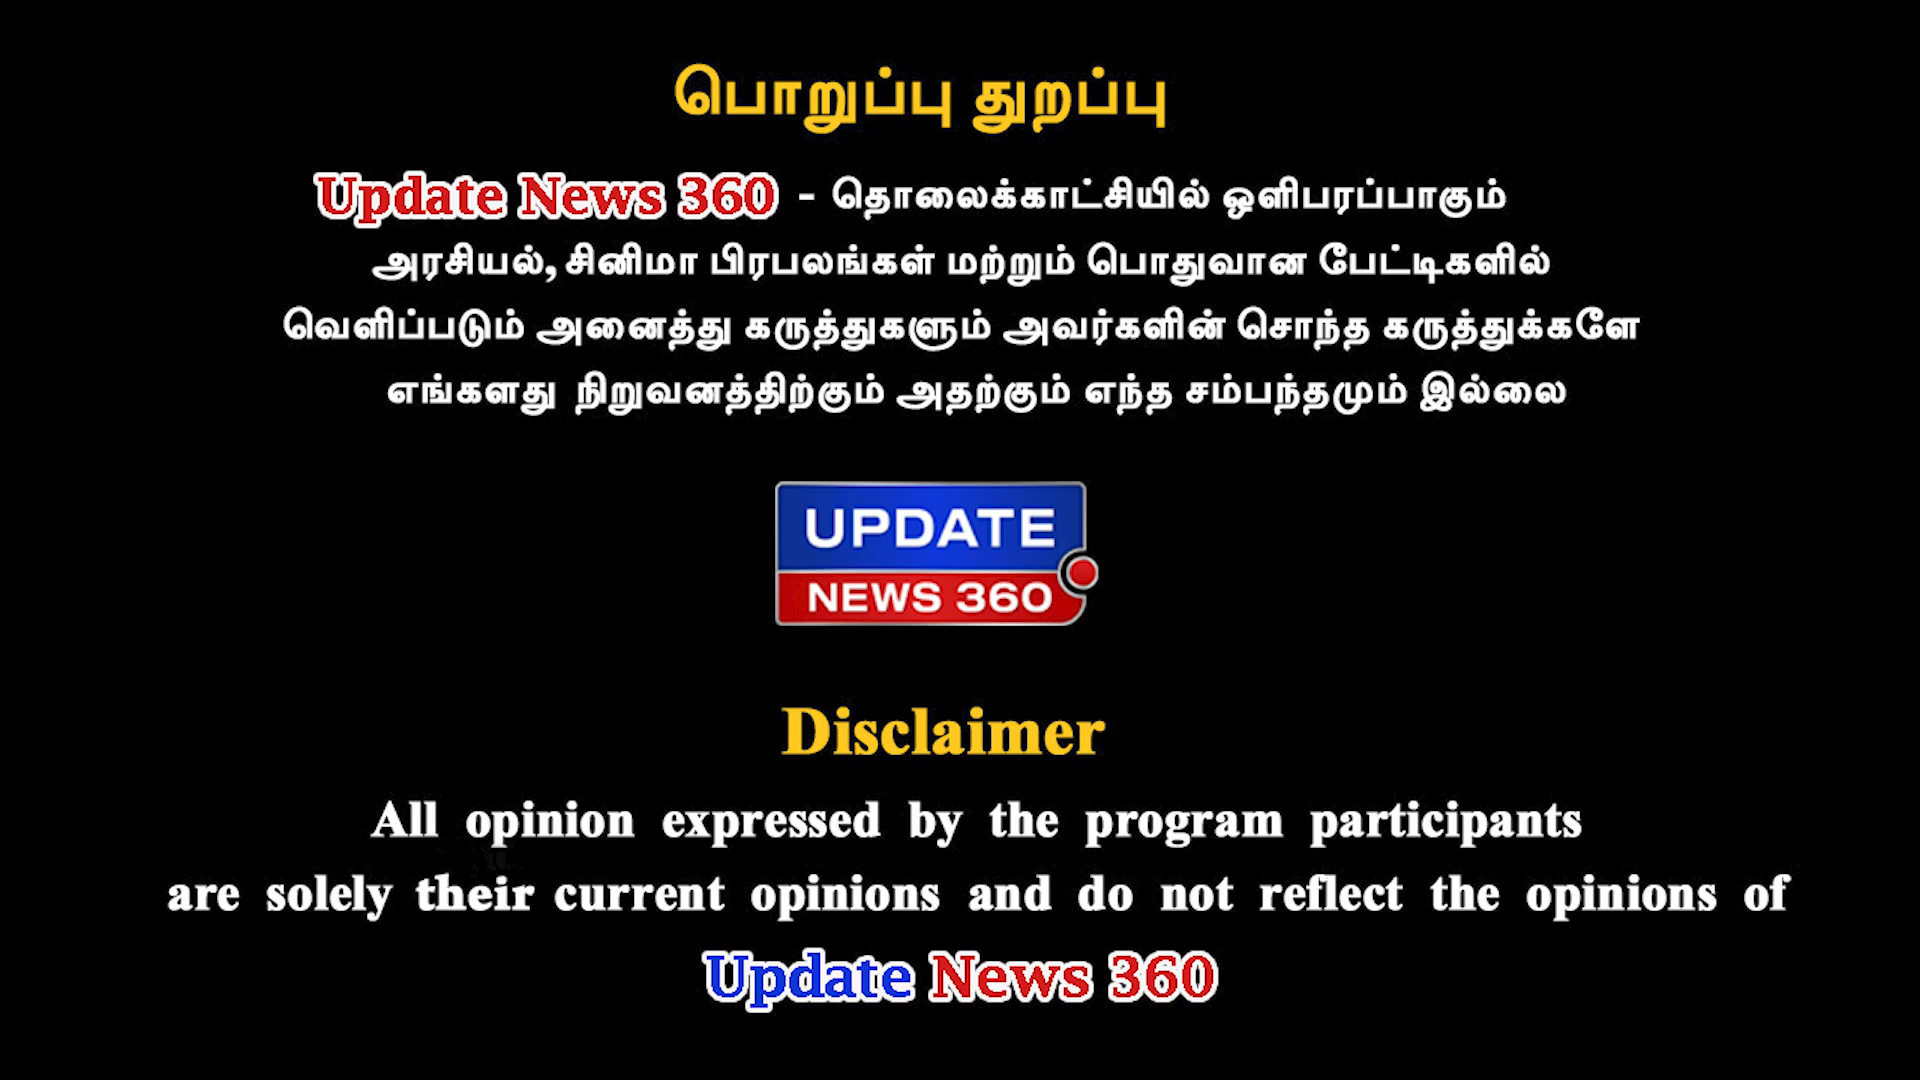 பொறுப்பு துறப்பு
Update News 360 - தொலைக்காட்சியில் ஒளிபரப்பாகும்
அரசியல், சினிமா பிரபலங்கள் மற்றும் பொதுவான பேட்டிகளில்
வெளிப்படும் அனைத்து கருத்துகளும் அவர்களின் சொந்த கருத்துக்களே
எங்களது நிறுவனத்திற்கும் அதற்கும் எந்த சம்பந்தமும் இல்லை
UPDATE
NEWS 360
Disclaimer
All opinion expressed by the program participants
are solely their current opinions and do not reflect the opinions of
Update News 360